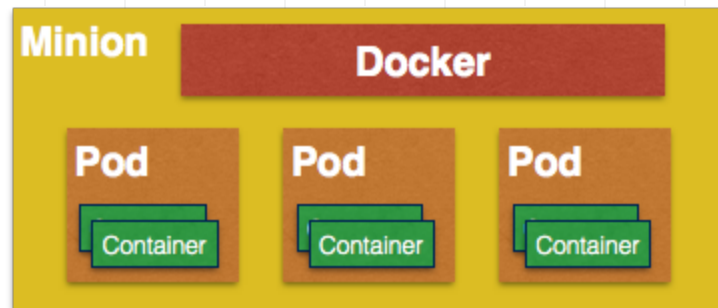 Minion
Docker
Pod
Pod
Pod
Container
Container
Container